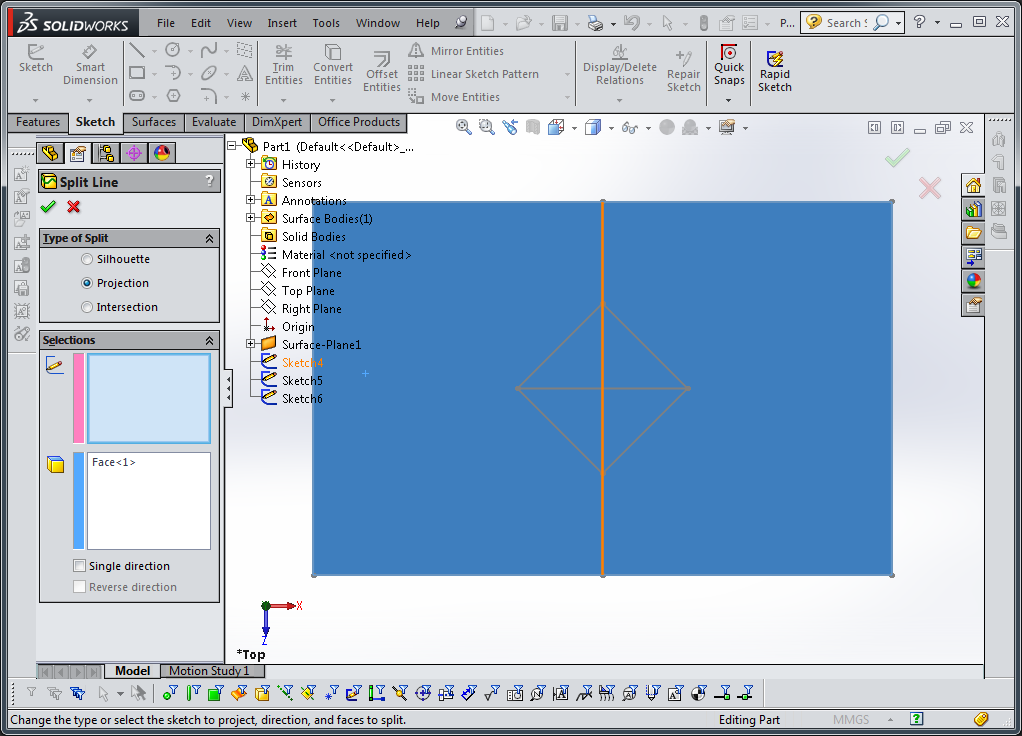 SOLIDWORKS File Edit View Insert Tools Window Help P... Search
Sketch Smart Dimension Trim Entities Convert Entities Offset Entities Mirror Entities Linear Sketch Pattern Move Entities Display/Delete Relations Repair Sketch Quick Snaps Rapid Sketch
Features Sketch Surfaces Evaluate DimXpert Office Products
Split Line ?
Type of Split
Silhouette
Projection
Intersection
Selections
Face<1>
Single direction
Reverse direction
Part1 (Default<<Default>_...
History
Sensors
Annotations
Surface Bodies(1)
Solid Bodies
Material <not specified>
Front Plane
Top Plane
Right Plane
Origin
Surface-Plane1
Sketch4
Sketch5
Sketch6
X
Z
*Top
Model Motion Study 1
Change the type or select the sketch to project, direction, and faces to split. Editing Part MMGS